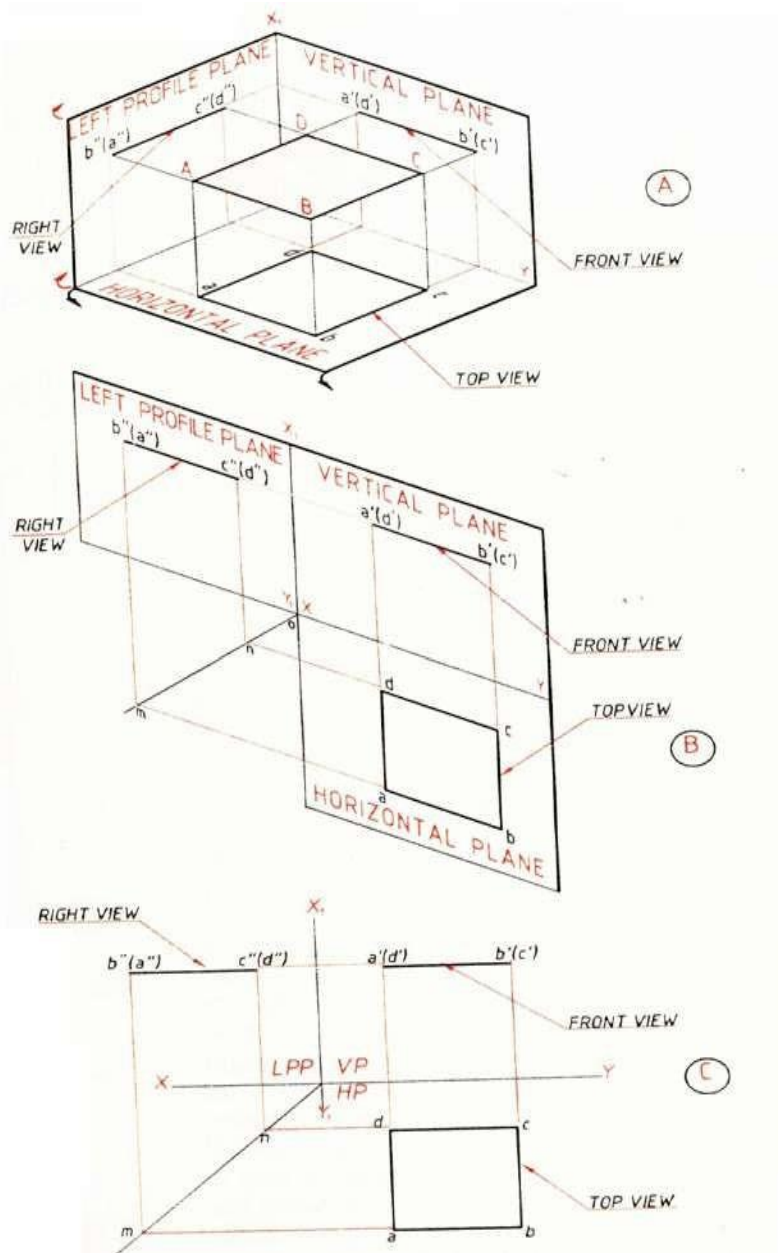 X₁
LEFT PROFILE PLANE
VERTICAL PLANE
c"(d")
a'(d')
b"(a")
D
b'(c')
A
C
B
A
RIGHT
VIEW
FRONT VIEW
Y
a
b
HORIZONTAL PLANE
TOP VIEW
LEFT PROFILE PLANE
X₁
b"(a")
c"(d")
VERTICAL PLANE
a'(d')
RIGHT
VIEW
b'(c')
Y₁ X
o
FRONT VIEW
n
Y
d
m
c
TOPVIEW
B
a
b
HORIZONTAL PLANE
RIGHT VIEW
X₁
b"(a")
c"(d")
a'(d')
b'(c')
FRONT VIEW
LPP
VP
X
Y
C
HP
Y₁
n
d
c
TOP VIEW
m
a
b